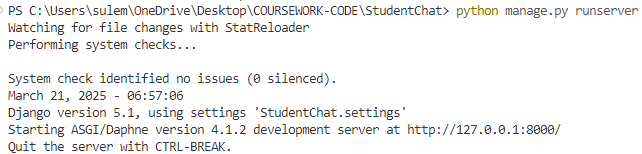 PS C:\Users\sulem\OneDrive\Desktop\COURSEWORK-CODE\StudentChat> python manage.py runserver
Watching for file changes with StatReloader
Performing system checks...
System check identified no issues (0 silenced).
March 21, 2025 - 06:57:06
Django version 5.1, using settings 'StudentChat.settings'
Starting ASGI/Daphne version 4.1.2 development server at http://127.0.0.1:8000/
Quit the server with CTRL-BREAK.